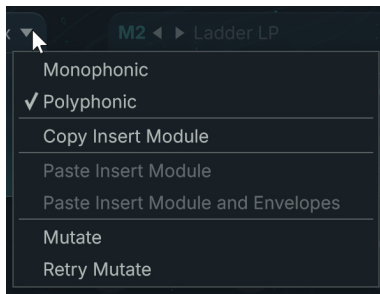 x
M2 Ladder LP
Monophonic
Polyphonic
Copy Insert Module
Paste Insert Module
Paste Insert Module and Envelopes
Mutate
Retry Mutate